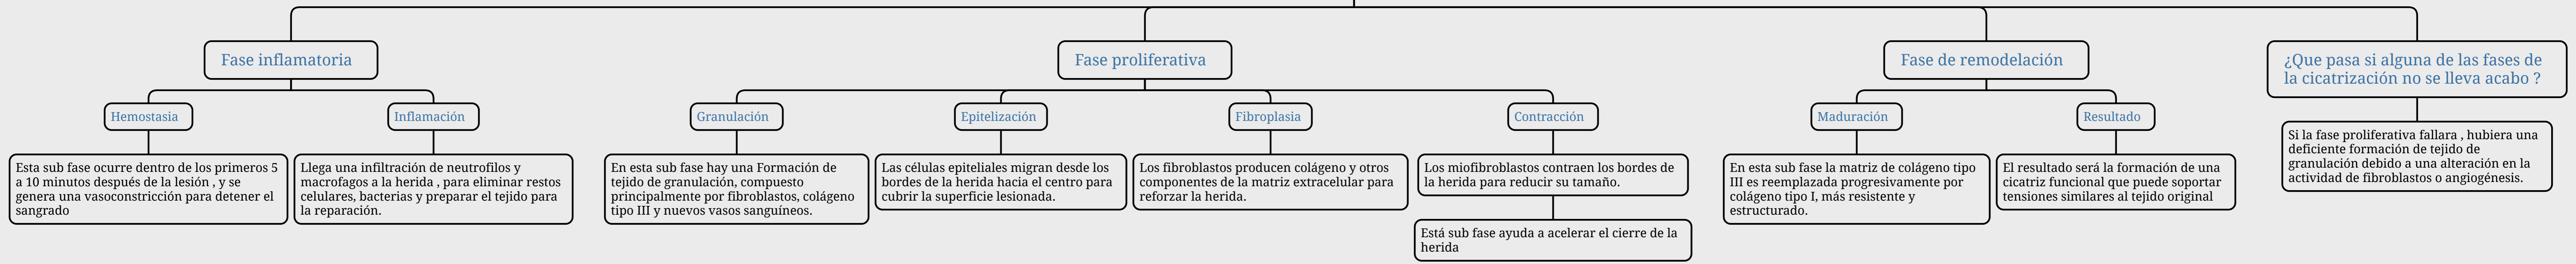 Fase inflamatoria
Hemostasia
Esta sub fase ocurre dentro de los primeros 5
a 10 minutos después de la lesión , y se
genera una vasoconstricción para detener el
sangrado
Inflamación
Llega una infiltración de neutrofilos y
macrofagos a la herida , para eliminar restos
celulares, bacterias y preparar el tejido para
la reparación.
Fase proliferativa
Granulación
En esta sub fase hay una Formación de
tejido de granulación, compuesto
principalmente por fibroblastos, colágeno
tipo III y nuevos vasos sanguíneos.
Epitelización
Las células epiteliales migran desde los
bordes de la herida hacia el centro para
cubrir la superficie lesionada.
Fibroplasia
Los fibroblastos producen colágeno y otros
componentes de la matriz extracelular para
reforzar la herida.
Contracción
Los miofibroblastos contraen los bordes de
la herida para reducir su tamaño.
Está sub fase ayuda a acelerar el cierre de la
herida
Fase de remodelación
Maduración
En esta sub fase la matriz de colágeno tipo
III es reemplazada progresivamente por
colágeno tipo I, más resistente y
estructurado.
Resultado
El resultado será la formación de una
cicatriz funcional que puede soportar
tensiones similares al tejido original
¿Que pasa si alguna de las fases de
la cicatrización no se lleva acabo ?
Si la fase proliferativa fallara , hubiera una
deficiente formación de tejido de
granulación debido a una alteración en la
actividad de fibroblastos o angiogénesis.